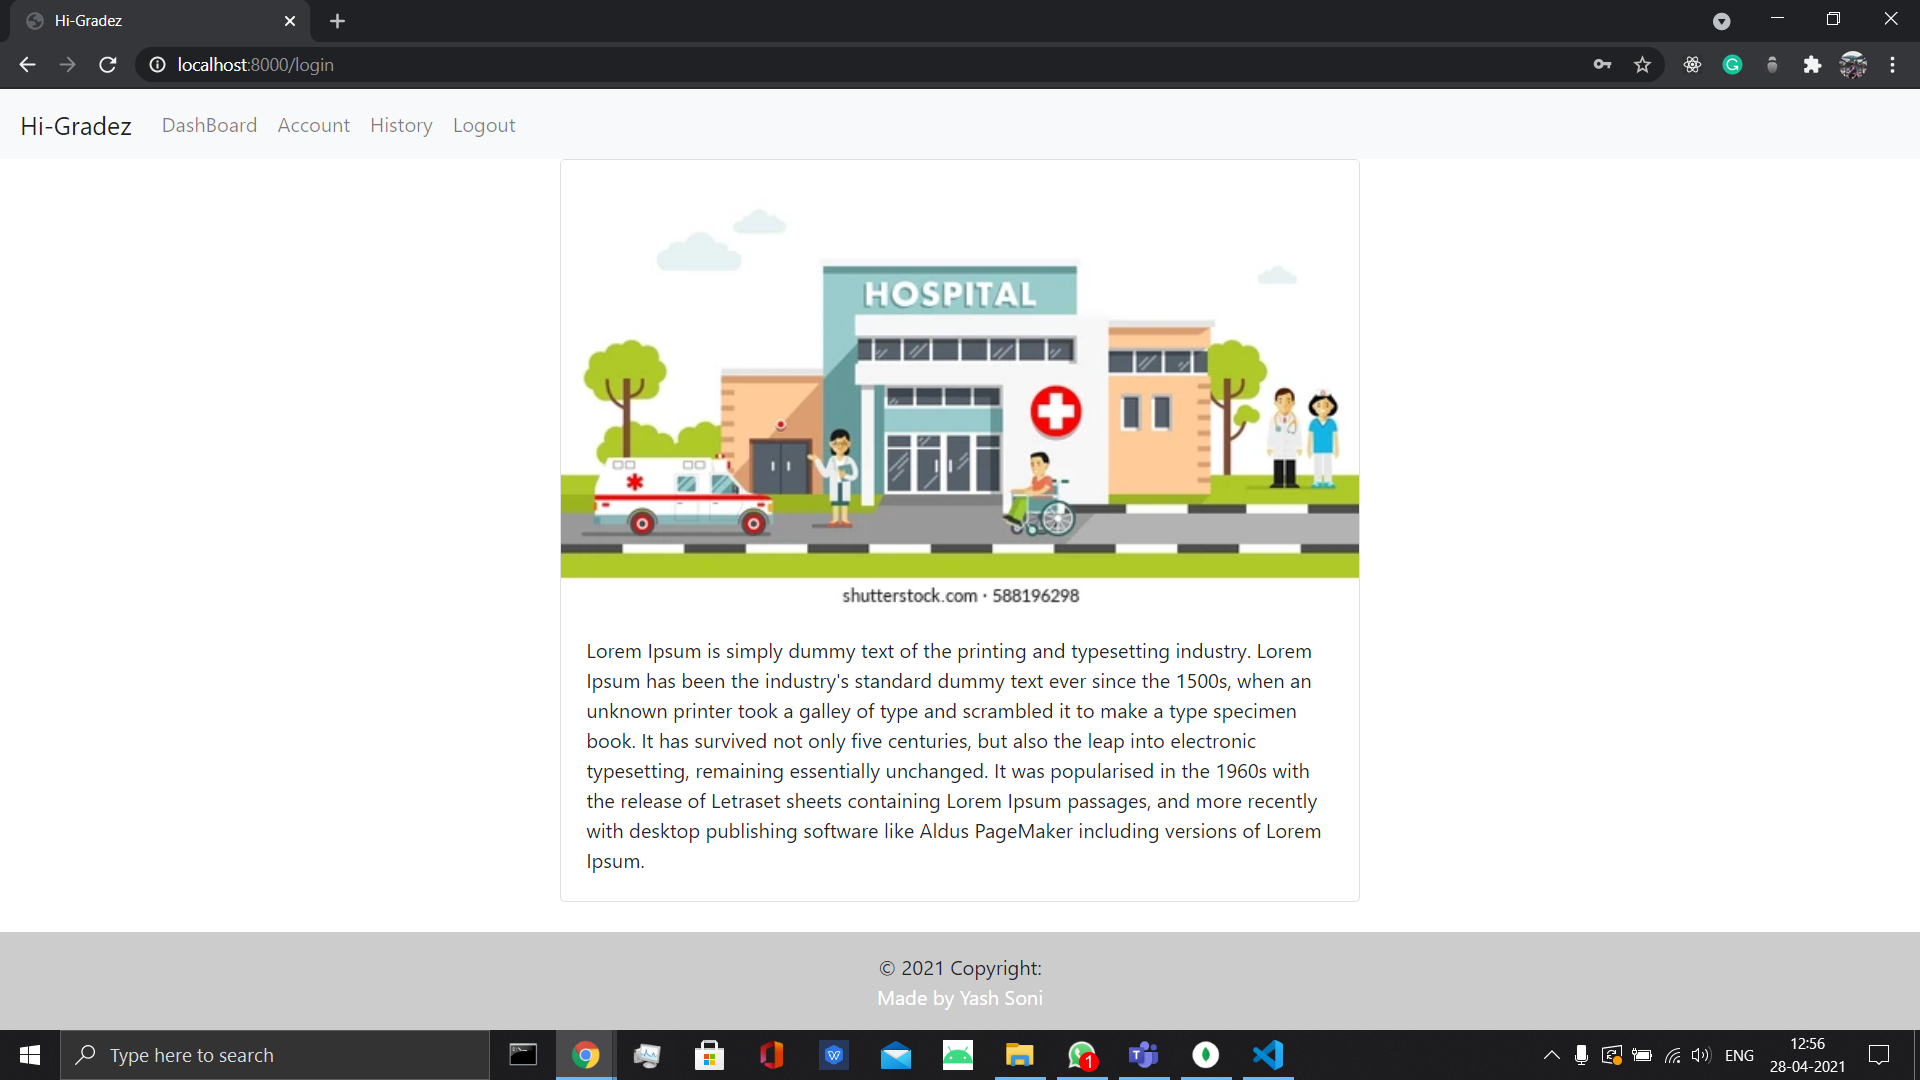 Hi-Gradez
localhost:8000/login
Hi-Gradez DashBoard Account History Logout
HOSPITAL
shutterstock.com · 588196298
Lorem Ipsum is simply dummy text of the printing and typesetting industry. Lorem
Ipsum has been the industry's standard dummy text ever since the 1500s, when an
unknown printer took a galley of type and scrambled it to make a type specimen
book. It has survived not only five centuries, but also the leap into electronic
typesetting, remaining essentially unchanged. It was popularised in the 1960s with
the release of Letraset sheets containing Lorem Ipsum passages, and more recently
with desktop publishing software like Aldus PageMaker including versions of Lorem
Ipsum.
© 2021 Copyright:
Made by Yash Soni
Type here to search
1
ENG
12:56
28-04-2021